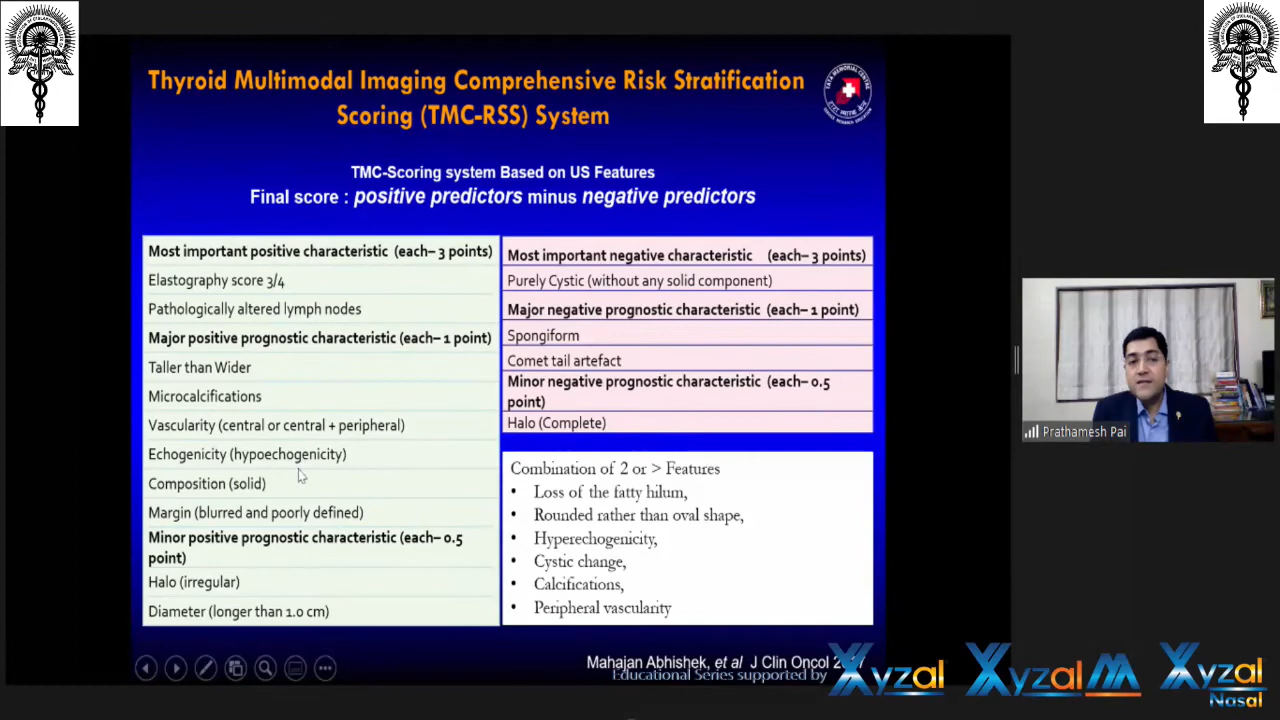 Thyroid Multimodal Imaging Comprehensive Risk Stratification
Scoring (TMC-RSS) System
TMC-Scoring system Based on US Features
Final score : positive predictors minus negative predictors
Most important positive characteristic (each– 3 points)
Elastography score 3/4
Pathologically altered lymph nodes
Major positive prognostic characteristic (each– 1 point)
Taller than Wider
Microcalcifications
Vascularity (central or central + peripheral)
Echogenicity (hypoechogenicity)
Composition (solid)
Margin (blurred and poorly defined)
Minor positive prognostic characteristic (each– 0.5
point)
Halo (irregular)
Diameter (longer than 1.0 cm)
Most important negative characteristic (each– 3 points)
Purely Cystic (without any solid component)
Major negative prognostic characteristic (each– 1 point)
Spongiform
Comet tail artefact
Minor negative prognostic characteristic (each– 0.5
point)
Halo (Complete)
Combination of 2 or > Features
• Loss of the fatty hilum,
• Rounded rather than oval shape,
• Hyperechogenicity,
• Cystic change,
• Calcifications,
• Peripheral vascularity
Mahajan Abhishek, et al J Clin Oncol
Educational Series supported by
Xyzal
Xyzal M
Xyzal
Nasal
Prathamesh Pai